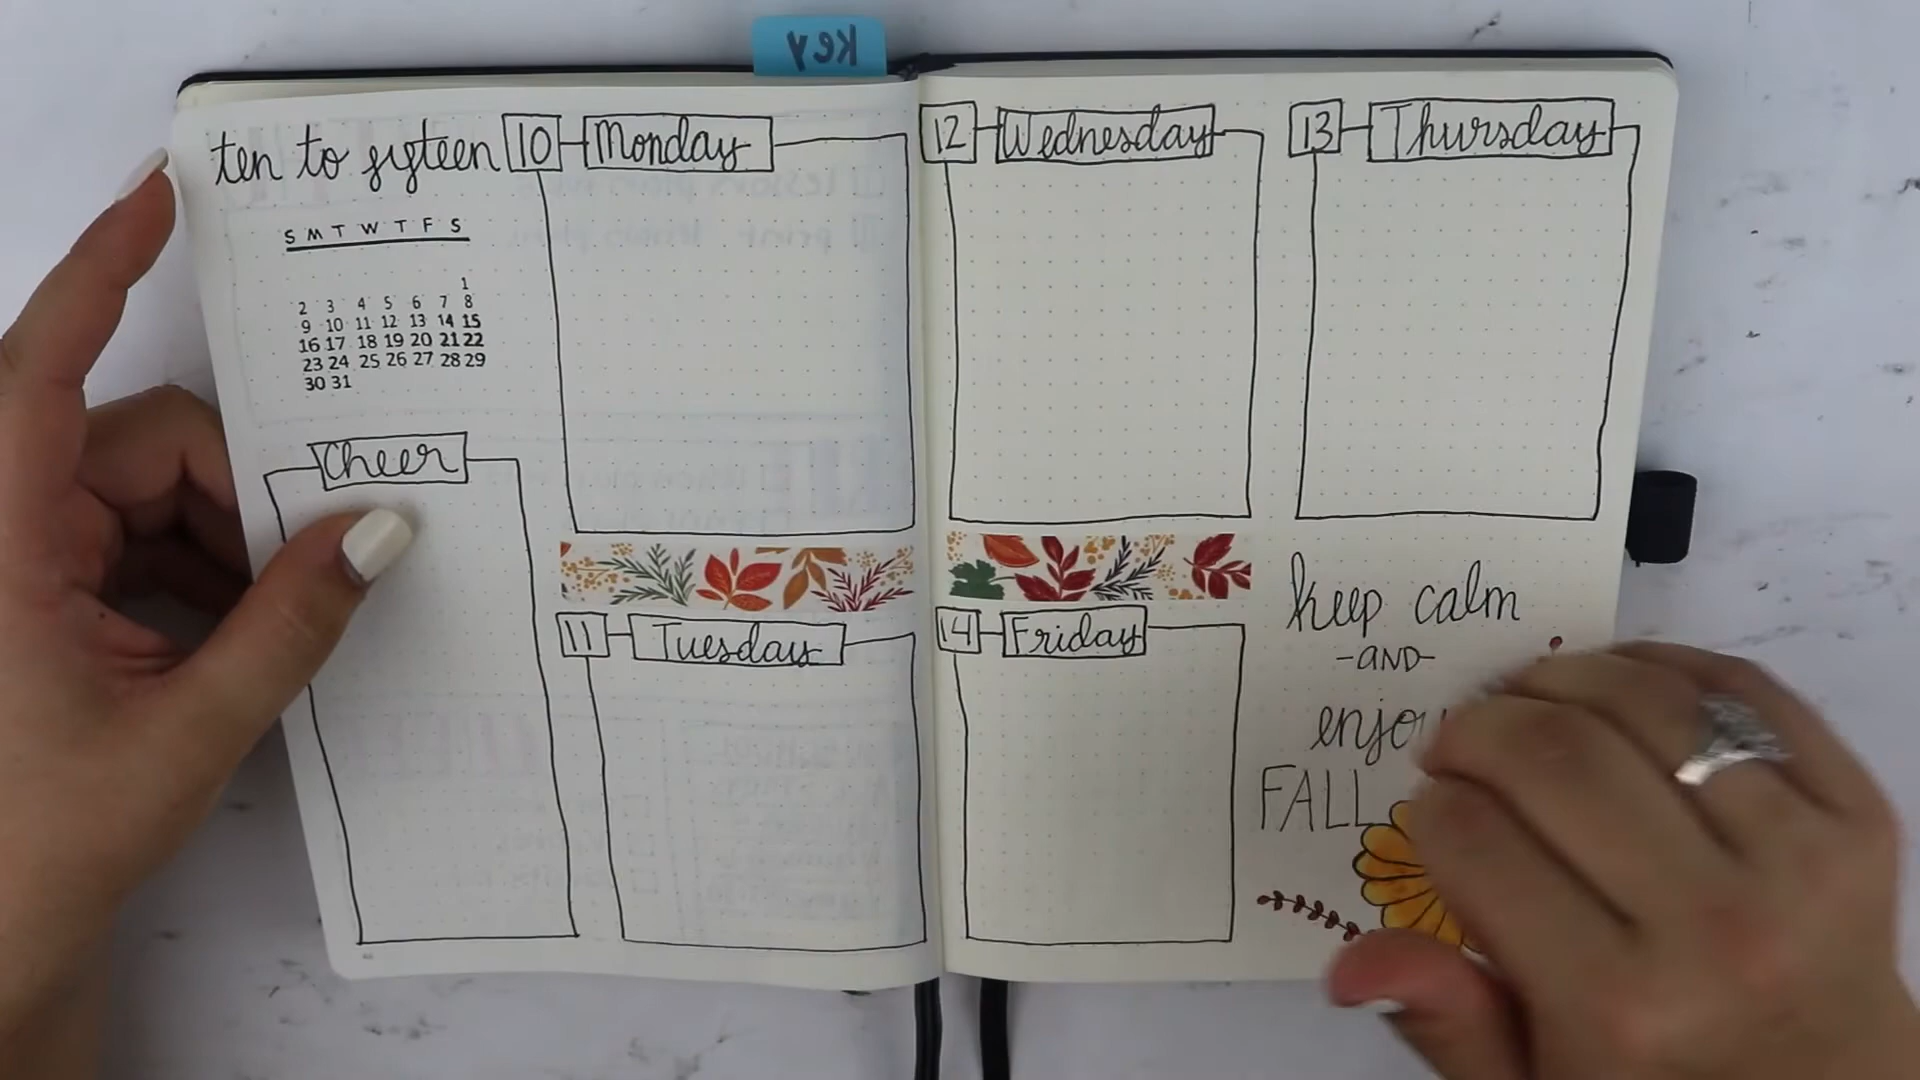 Key
ten to sixteen
S M T W T F S
1
2 3 4 5 6 7 8
9 10 11 12 13 14 15
16 17 18 19 20 21 22
23 24 25 26 27 28 29
30 31
Cheer
10 Monday
11 Tuesday
12 Wednesday
13 Thursday
14 Friday
keep calm
-AND-
enjoy
FALL